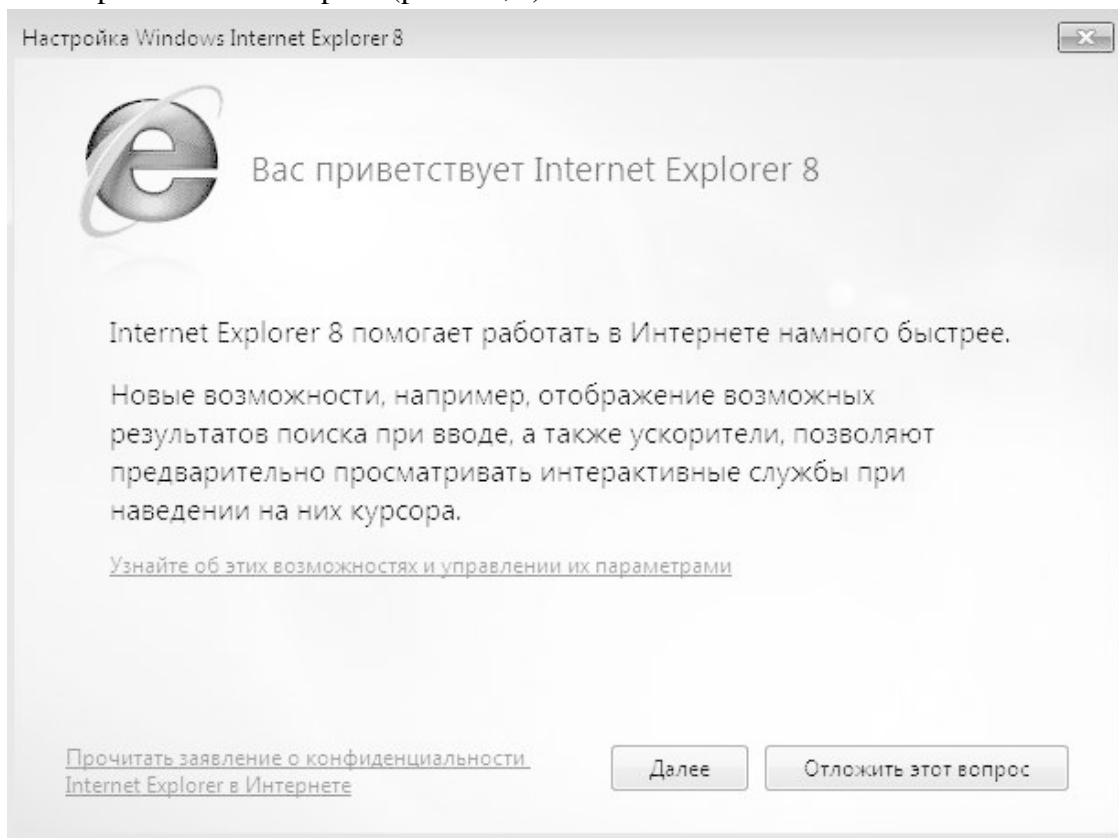 Настройка Windows Internet Explorer 8
Вас приветствует Internet Explorer 8
Internet Explorer 8 помогает работать в Интернете намного быстрее.
Новые возможности, например, отображение возможных
результатов поиска при вводе, а также ускорители, позволяют
предварительно просматривать интерактивные службы при
наведении на них курсора.
Узнайте об этих возможностях и управлении их параметрами
Прочитать заявление о конфиденциальности
Internet Explorer в Интернете
Далее
Отложить этот вопрос